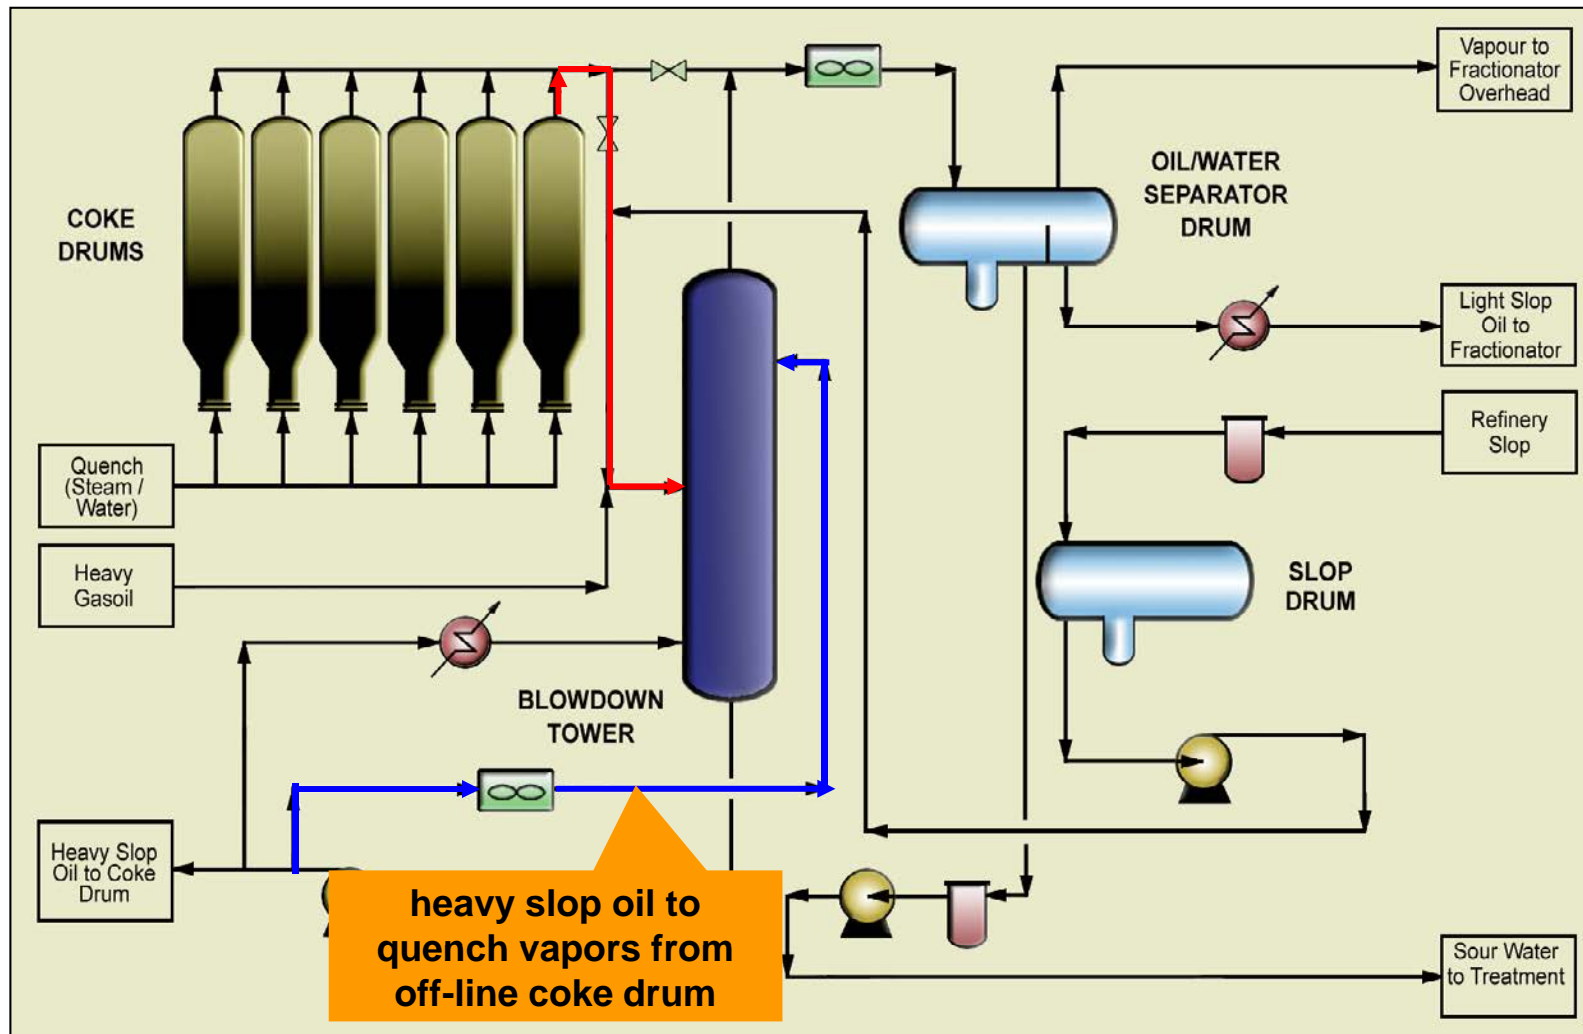 Vapour to
Fractionator
Overhead
OIL/WATER
SEPARATOR
DRUM
COKE
DRUMS
Light Slop
Oil to
Fractionator
Refinery
Slop
Quench
(Steam /
Water)
Heavy
Gasoil
SLOP
DRUM
BLOWDOWN
TOWER
Heavy Slop
Oil to Coke
Drum
heavy slop oil to
quench vapors from
off-line coke drum
Sour Water
to Treatment